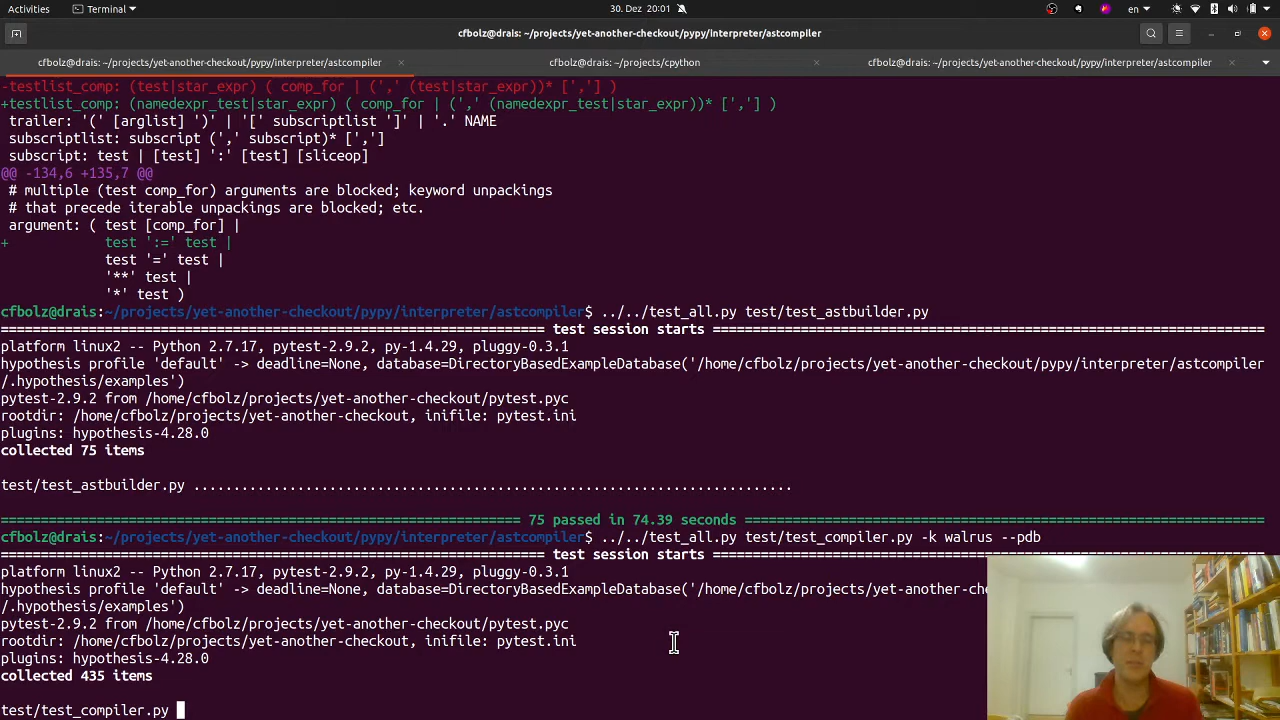 Activities
Terminal
30. Dez 20:01
en
cfbolz@drais: ~/projects/yet-another-checkout/pypy/interpreter/astcompiler
cfbolz@drais: ~/projects/yet-another-checkout/pypy/interpreter/astcompiler
cfbolz@drais: ~/projects/cpython
cfbolz@drais: ~/projects/yet-another-checkout/pypy/interpreter/astcompiler
-testlist_comp: (test|star_expr) ( comp_for | (',' (test|star_expr))* [','] )
+testlist_comp: (namedexpr_test|star_expr) ( comp_for | (',' (namedexpr_test|star_expr))* [','] )
trailer: '(' [arglist] ')' | '[' subscriptlist ']' | '.' NAME
subscriptlist: subscript (',' subscript)* [',']
subscript: test | [test] ':' [test] [sliceop]
@@ -134,6 +135,7 @@
# multiple (test comp_for) arguments are blocked; keyword unpackings
# that precede iterable unpackings are blocked; etc.
argument: ( test [comp_for] |
+            test ':=' test |
            test '=' test |
            '**' test |
            '*' test )
cfbolz@drais:~/projects/yet-another-checkout/pypy/interpreter/astcompiler$ ../../test_all.py test/test_astbuilder.py
======================================================================= test session starts ========================================================================
platform linux2 -- Python 2.7.17, pytest-2.9.2, py-1.4.29, pluggy-0.3.1
hypothesis profile 'default' -> deadline=None, database=DirectoryBasedExampleDatabase('/home/cfbolz/projects/yet-another-checkout/pypy/interpreter/astcompiler
/.hypothesis/examples')
pytest-2.9.2 from /home/cfbolz/projects/yet-another-checkout/pytest.pyc
rootdir: /home/cfbolz/projects/yet-another-checkout, inifile: pytest.ini
plugins: hypothesis-4.28.0
collected 75 items
test/test_astbuilder.py ...........................................................................
================================================================= 75 passed in 74.39 seconds =================================================================
cfbolz@drais:~/projects/yet-another-checkout/pypy/interpreter/astcompiler$ ../../test_all.py test/test_compiler.py -k walrus --pdb
======================================================================= test session starts ========================================================================
platform linux2 -- Python 2.7.17, pytest-2.9.2, py-1.4.29, pluggy-0.3.1
hypothesis profile 'default' -> deadline=None, database=DirectoryBasedExampleDatabase('/home/cfbolz/projects/yet-another-che
/.hypothesis/examples')
pytest-2.9.2 from /home/cfbolz/projects/yet-another-checkout/pytest.pyc
rootdir: /home/cfbolz/projects/yet-another-checkout, inifile: pytest.ini
plugins: hypothesis-4.28.0
collected 435 items
test/test_compiler.py